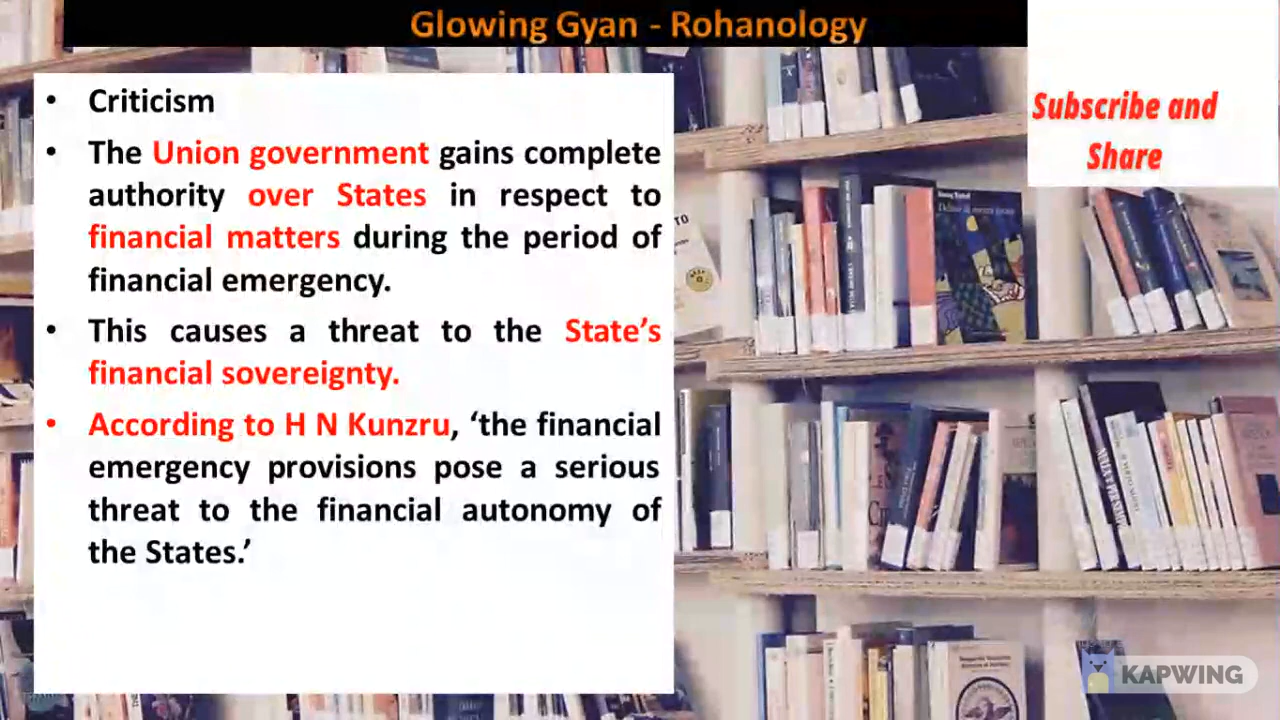 Glowing Gyan - Rohanology
Subscribe and
Share
• Criticism
• The Union government gains complete
authority over States in respect to
financial matters during the period of
financial emergency.
• This causes a threat to the State’s
financial sovereignty.
• According to H N Kunzru, ‘the financial
emergency provisions pose a serious
threat to the financial autonomy of
the States.’
KAPWING